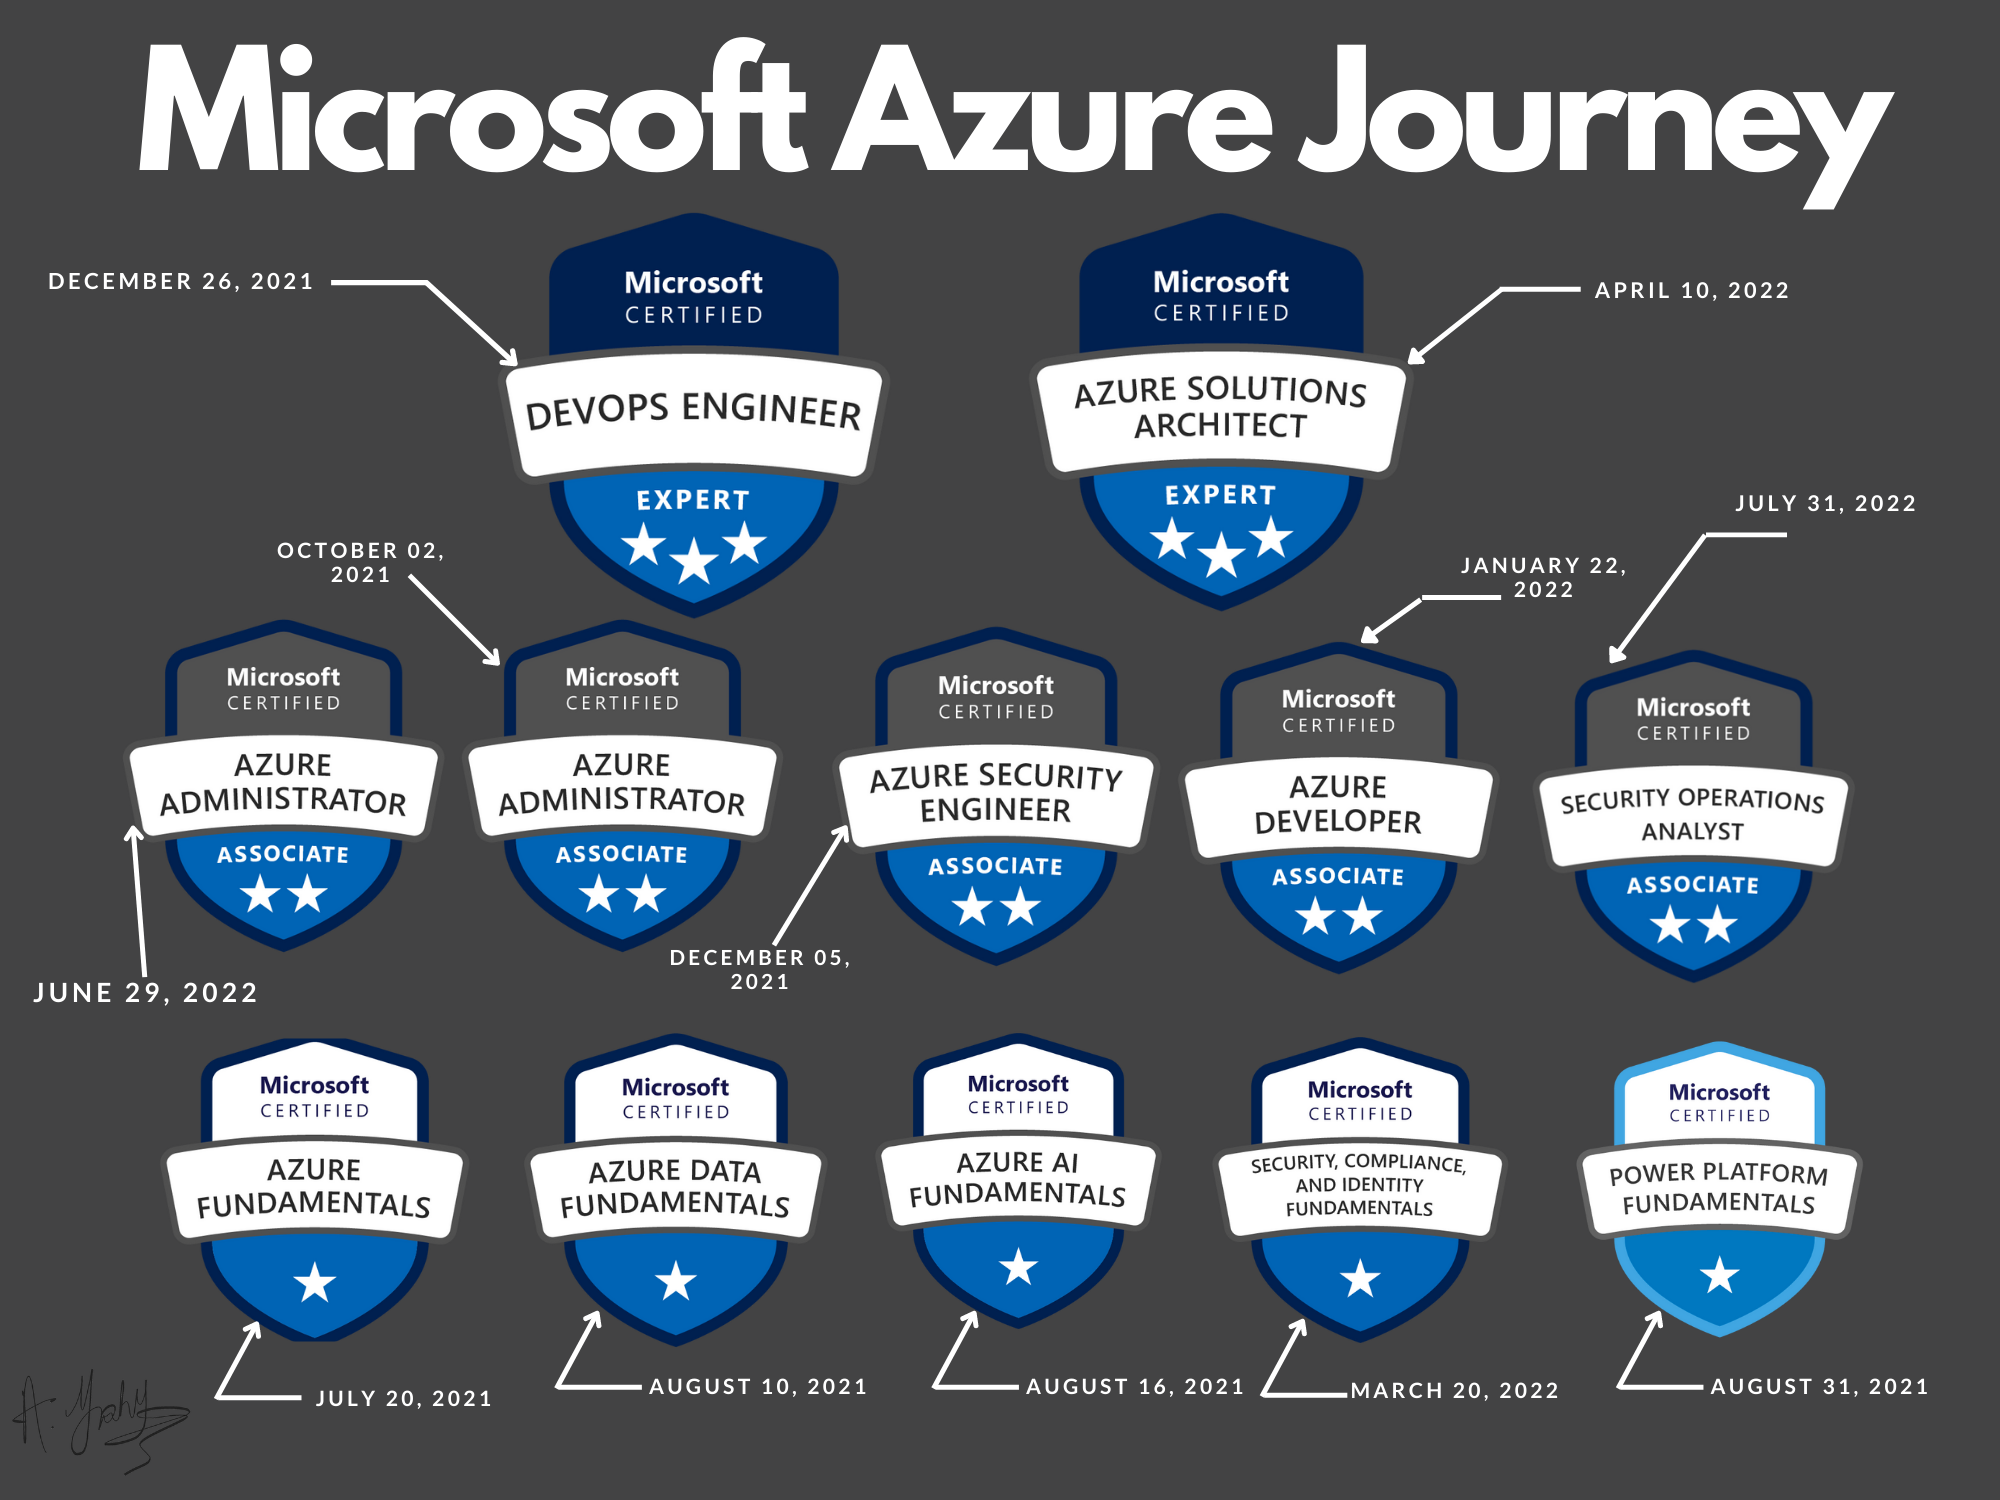 Microsoft Azure Journey
DECEMBER 26, 2021
Microsoft
CERTIFIED
DEVOPS ENGINEER
EXPERT
Microsoft
CERTIFIED
AZURE SOLUTIONS
ARCHITECT
EXPERT
APRIL 10, 2022
OCTOBER 02,
2021
JANUARY 22,
2022
JULY 31, 2022
Microsoft
CERTIFIED
AZURE
ADMINISTRATOR
ASSOCIATE
JUNE 29, 2022
Microsoft
CERTIFIED
AZURE
ADMINISTRATOR
ASSOCIATE
Microsoft
CERTIFIED
AZURE SECURITY
ENGINEER
ASSOCIATE
DECEMBER 05,
2021
Microsoft
CERTIFIED
AZURE
DEVELOPER
ASSOCIATE
Microsoft
CERTIFIED
SECURITY OPERATIONS
ANALYST
ASSOCIATE
Microsoft
CERTIFIED
AZURE
FUNDAMENTALS
JULY 20, 2021
Microsoft
CERTIFIED
AZURE DATA
FUNDAMENTALS
AUGUST 10, 2021
Microsoft
CERTIFIED
AZURE AI
FUNDAMENTALS
AUGUST 16, 2021
Microsoft
CERTIFIED
SECURITY, COMPLIANCE,
AND IDENTITY
FUNDAMENTALS
MARCH 20, 2022
Microsoft
CERTIFIED
POWER PLATFORM
FUNDAMENTALS
AUGUST 31, 2021